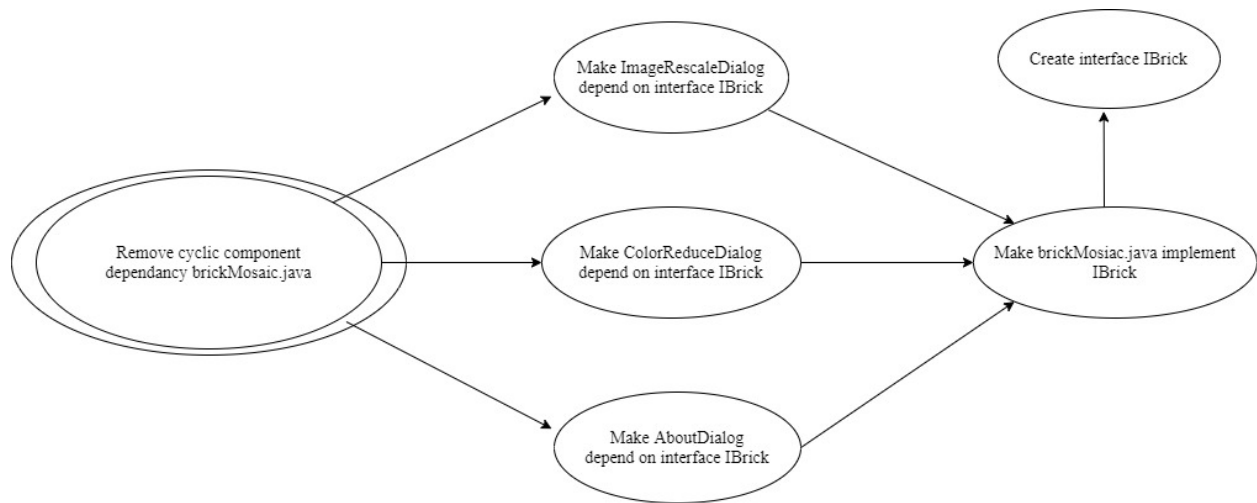 Make ImageRescaleDialog
depend on interface IBrick
Create interface IBrick
Remove cyclic component
dependancy brickMosaic.java
Make ColorReduceDialog
depend on interface IBrick
Make brickMosiac.java implement
IBrick
Make AboutDialog
depend on interface IBrick